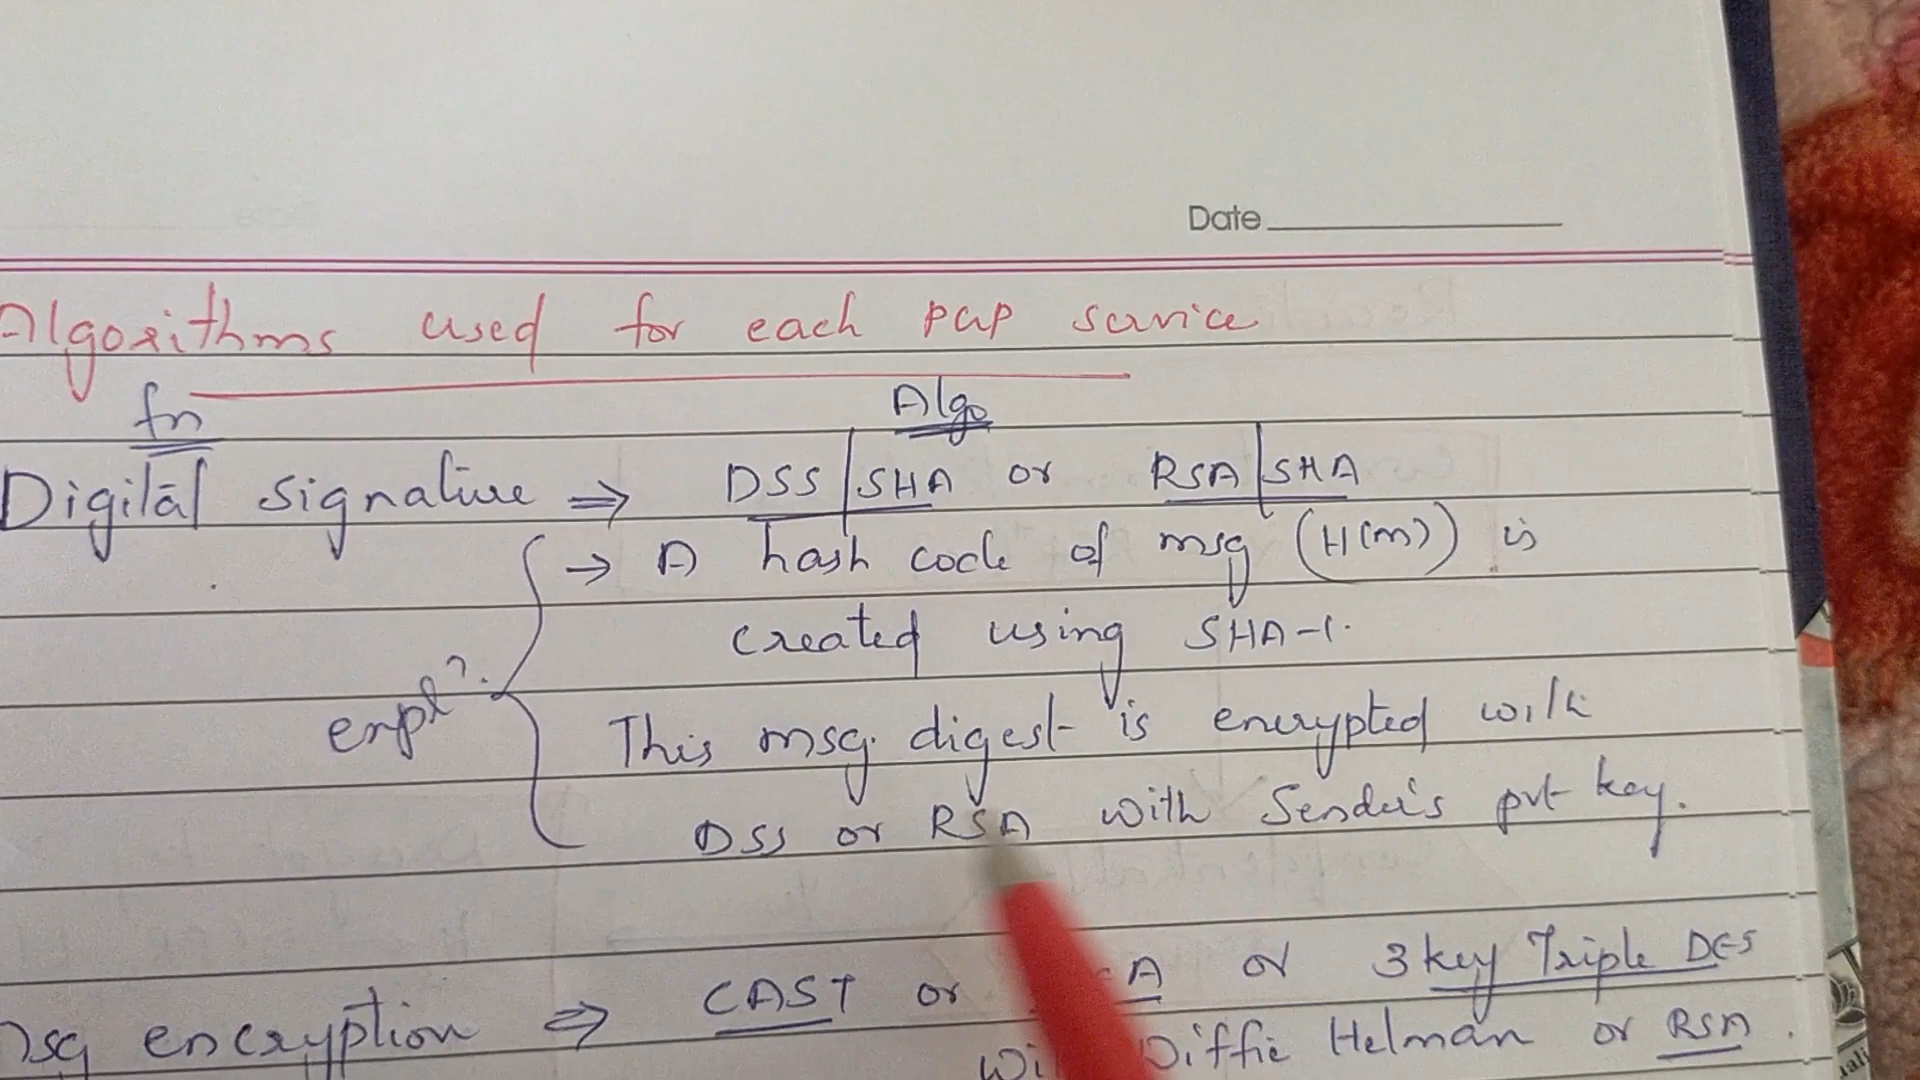 Date
Algorithms used for each PGP service
fn Algo
Digital signature ⇒ DSS/SHA or RSA/SHA
→ A hash code of msg (H(m)) is
created using SHA-1.
expln.
This msg. digest is encrypted with
DSS or RSA with Sender's pvt key.
Msg encryption ⇒ CAST or or 3 key Triple DES
Diffie Helman or RSA.